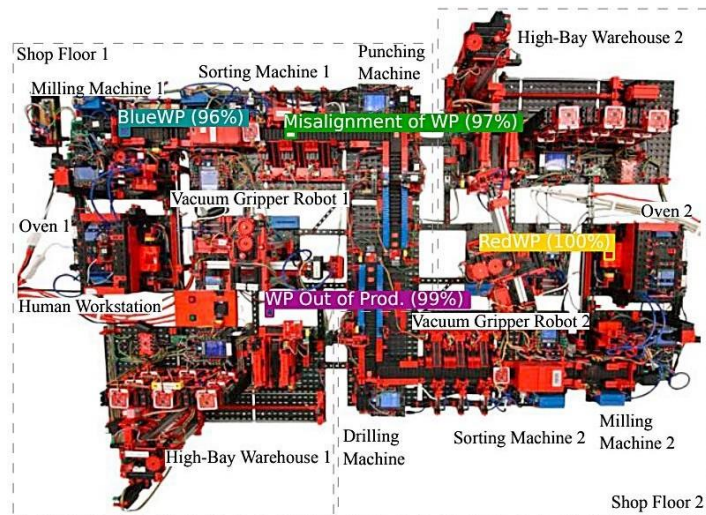 High-Bay Warehouse 2
Shop Floor 1
Sorting Machine 1
Punching
Machine
Milling Machine 1
BlueWP (96%)
Misalignment of WP (97%)
Vacuum Gripper Robot 1
Oven 1
Oven 2
RedWP (100%)
Human Workstation
WP Out of Prod. (99%)
Vacuum Gripper Robot 2
High-Bay Warehouse 1
Drilling
Machine
Sorting Machine 2
Milling
Machine 2
Shop Floor 2